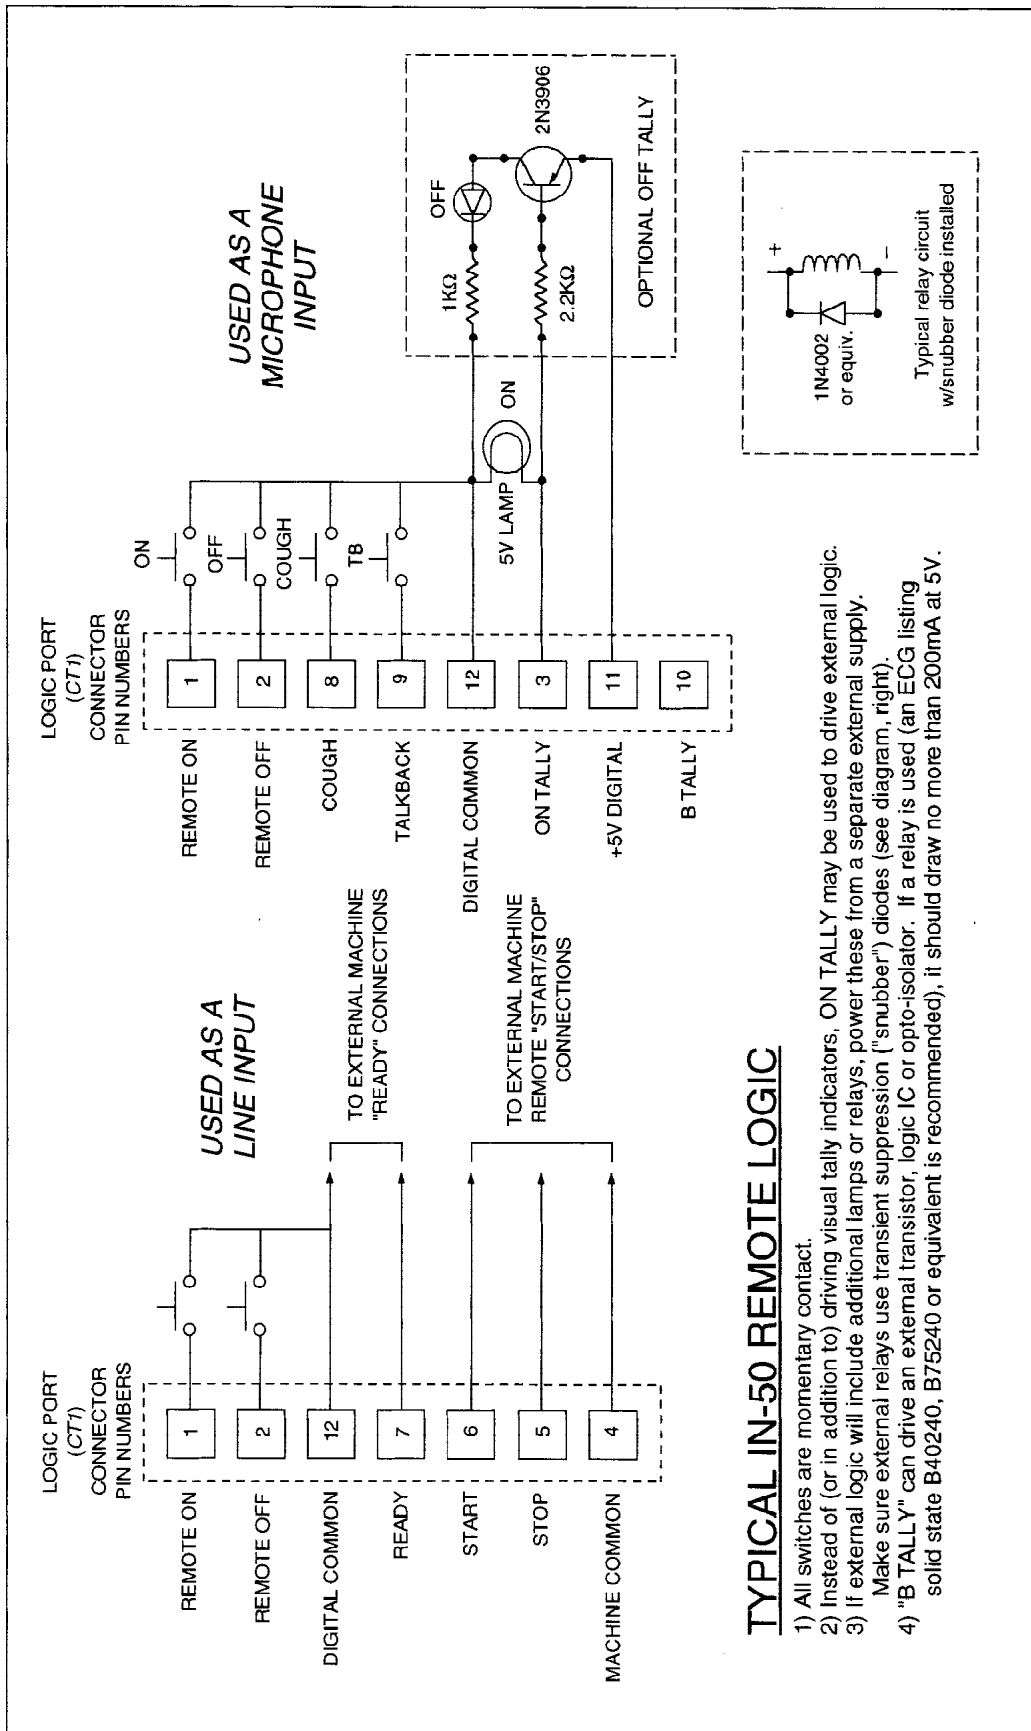 LOGIC PORT
(CT1)
CONNECTOR
PIN NUMBERS
USED AS A
LINE INPUT
REMOTE ON
1
REMOTE OFF
2
DIGITAL COMMON
12
READY
7
START
6
STOP
5
MACHINE COMMON
4
TO EXTERNAL MACHINE
"READY" CONNECTIONS
TO EXTERNAL MACHINE
REMOTE "START/STOP"
CONNECTIONS
LOGIC PORT
(CT1)
CONNECTOR
PIN NUMBERS
USED AS A
MICROPHONE
INPUT
REMOTE ON
1
ON
REMOTE OFF
2
OFF
COUGH
8
COUGH
TALKBACK
9
TB
DIGITAL COMMON
12
ON TALLY
3
+5V DIGITAL
11
B TALLY
10
5V LAMP
ON
1KΩ
OFF
2.2KΩ
2N3906
OPTIONAL OFF TALLY
TYPICAL IN-50 REMOTE LOGIC
1) All switches are momentary contact.
2) Instead of (or in addition to) driving visual tally indicators, ON TALLY may be used to drive external logic.
3) If external logic will include additional lamps or relays, power these from a separate external supply.
Make sure external relays use transient suppression ("snubber") diodes (see diagram, right).
4) "B TALLY" can drive an external transistor, logic IC or opto-isolator. If a relay is used (an ECG listing
solid state B40240, B75240 or equivalent is recommended), it should draw no more than 200mA at 5V.
+
1N4002
or equiv.
–
Typical relay circuit
w/snubber diode installed